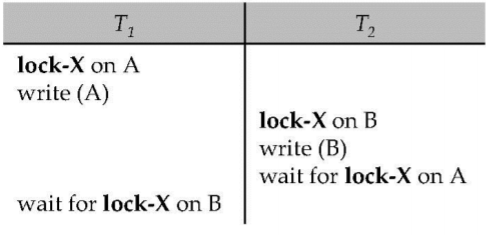 T1 T2
lock-X on A
write (A)
lock-X on B
write (B)
wait for lock-X on A
wait for lock-X on B